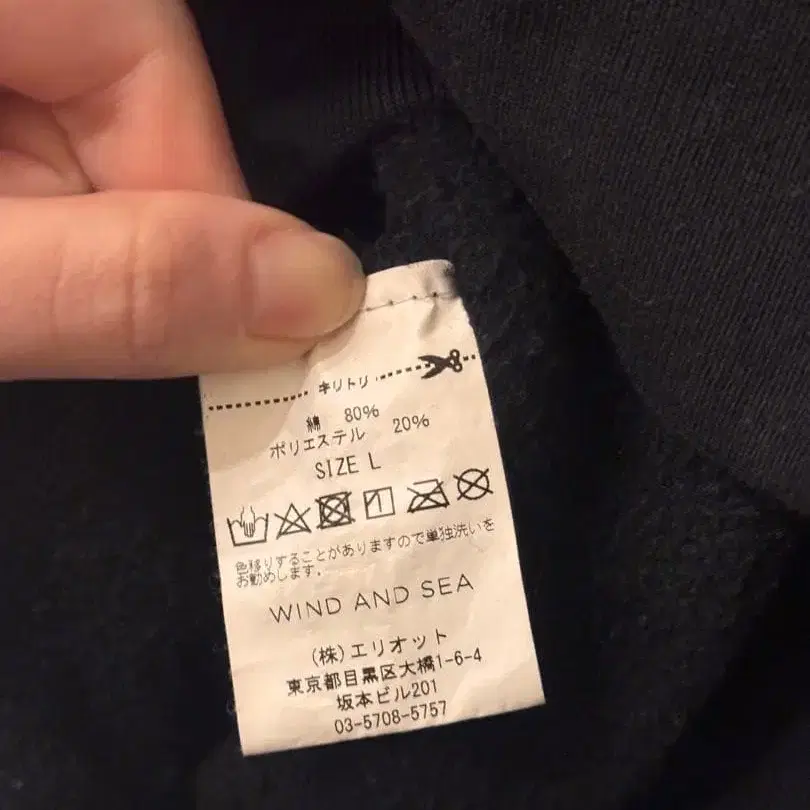 キリトリ
綿 80%
ポリエステル 20%
SIZE L
色移りすることがありますので単独洗いを
お勧めします。
WIND AND SEA
(株)エリオット
東京都目黒区大橋1-6-4
坂本ビル201
03-5708-5757